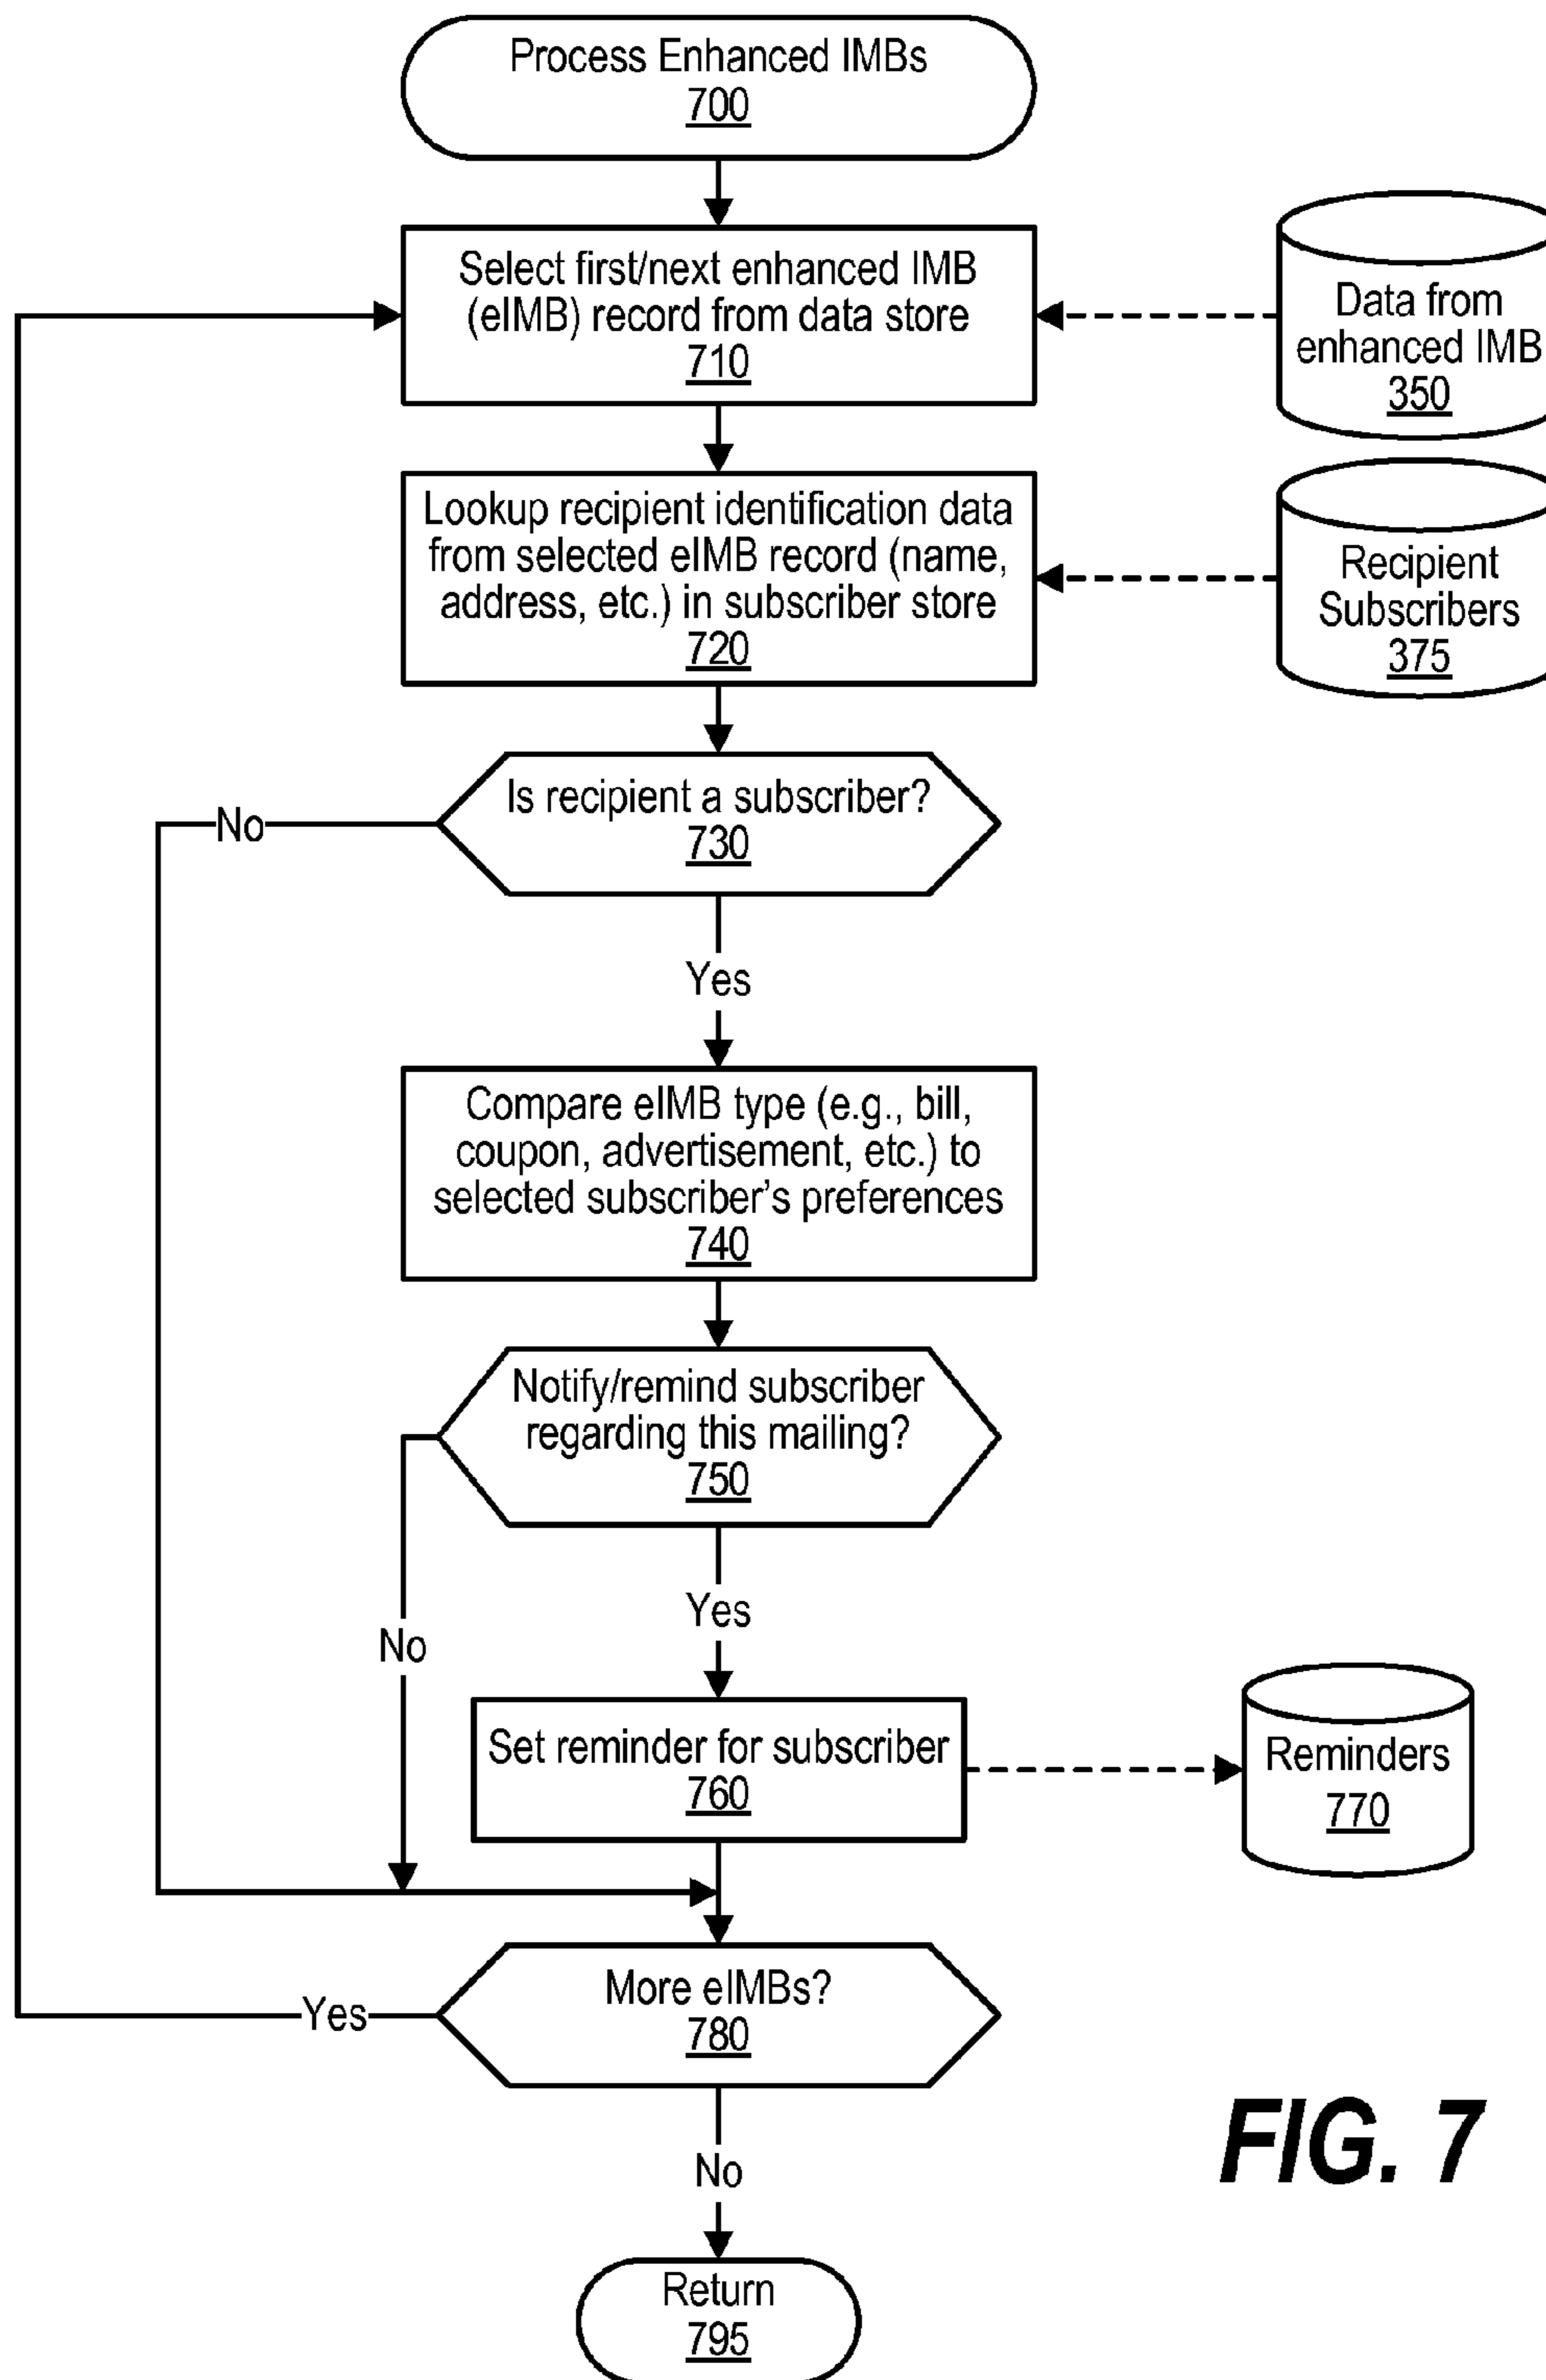 Process Enhanced IMBs
700
Select first/next enhanced IMB
(eIMB) record from data store
710
Data from
enhanced IMB
350
Lookup recipient identification data
from selected eIMB record (name,
address, etc.) in subscriber store
720
Recipient
Subscribers
375
Is recipient a subscriber?
730
No
Yes
Compare eIMB type (e.g., bill,
coupon, advertisement, etc.) to
selected subscriber's preferences
740
Notify/remind subscriber
regarding this mailing?
750
Yes
No
Set reminder for subscriber
760
Reminders
770
More eIMBs?
780
Yes
No
FIG. 7
Return
795